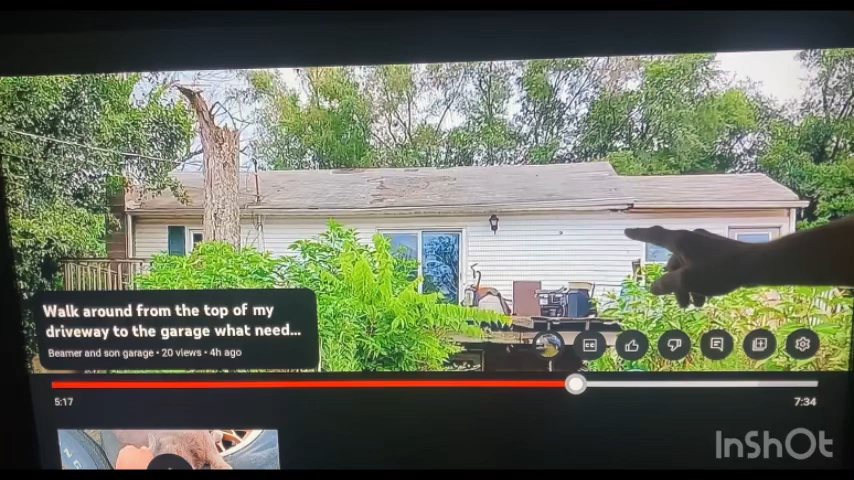 Walk around from the top of my
driveway to the garage what need...
Beamer and son garage • 20 views • 4h ago
CC
5:17
7:34
InShOt